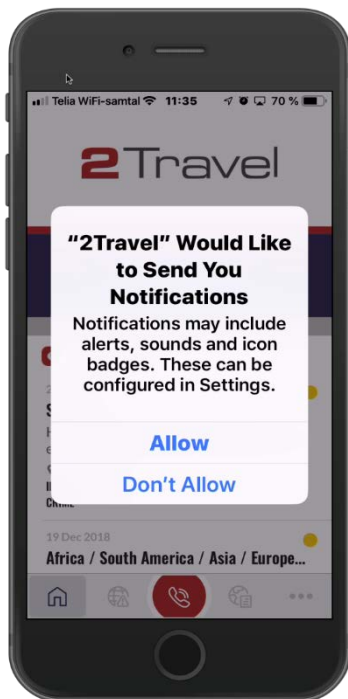 Telia WiFi-samtal 11:35 70 %
2Travel
“2Travel” Would Like
to Send You
Notifications
Notifications may include
alerts, sounds and icon
badges. These can be
configured in Settings.
Allow
Don’t Allow
19 Dec 2018
Africa / South America / Asia / Europe...